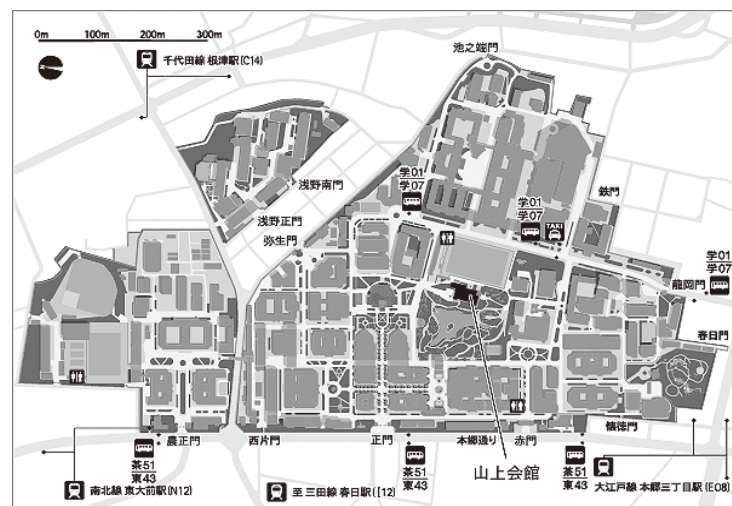 0m 100m 200m 300m
千代田線 根津駅(C14)
池之端門
浅野南門
浅野正門
弥生門
学01
学07
学01
学07
TAXI
鉄門
学01
学07
龍岡門
春日門
懐徳門
農正門
西片門
正門
本郷通り
赤門
茶51
東43
茶51
東43
茶51
東43
山上会館
南北線 東大前駅(N12)
至 三田線 春日駅(I12)
大江戸線 本郷三丁目駅(E08)